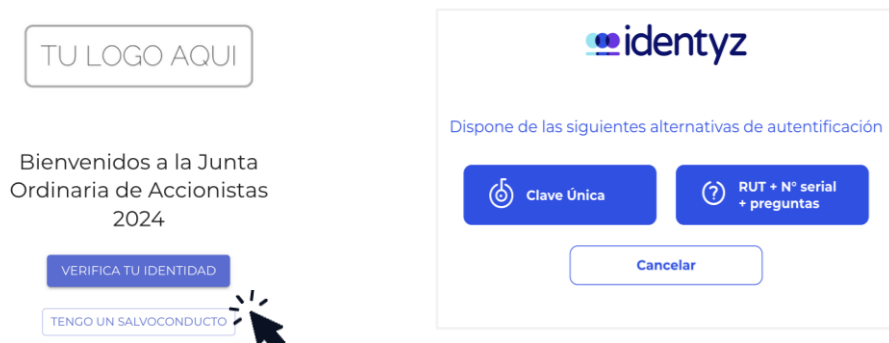 TU LOGO AQUI
Bienvenidos a la Junta
Ordinaria de Accionistas
2024
VERIFICA TU IDENTIDAD
TENGO UN SALVOCONDUCTO
identyz
Dispone de las siguientes alternativas de autentificación
Clave Única
RUT + N° serial
+ preguntas
Cancelar